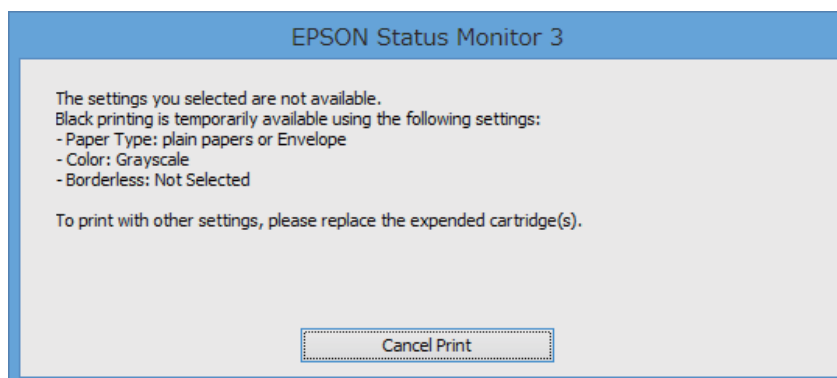 EPSON Status Monitor 3
The settings you selected are not available.
Black printing is temporarily available using the following settings:
- Paper Type: plain papers or Envelope
- Color: Grayscale
- Borderless: Not Selected
To print with other settings, please replace the expended cartridge(s).
Cancel Print